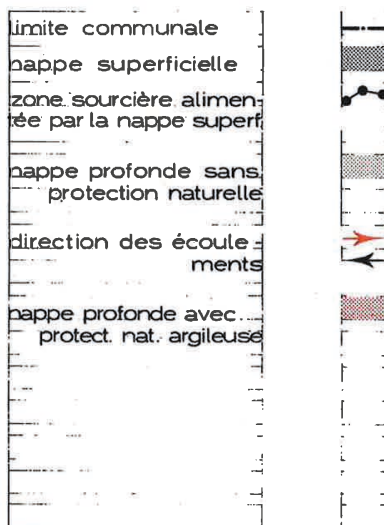 limite communale
nappe superficielle
zone sourcière alimen-
tée par la nappe superf.
nappe profonde sans
protection naturelle
direction des écoule-
ments
nappe profonde avec
protect. nat. argileuse